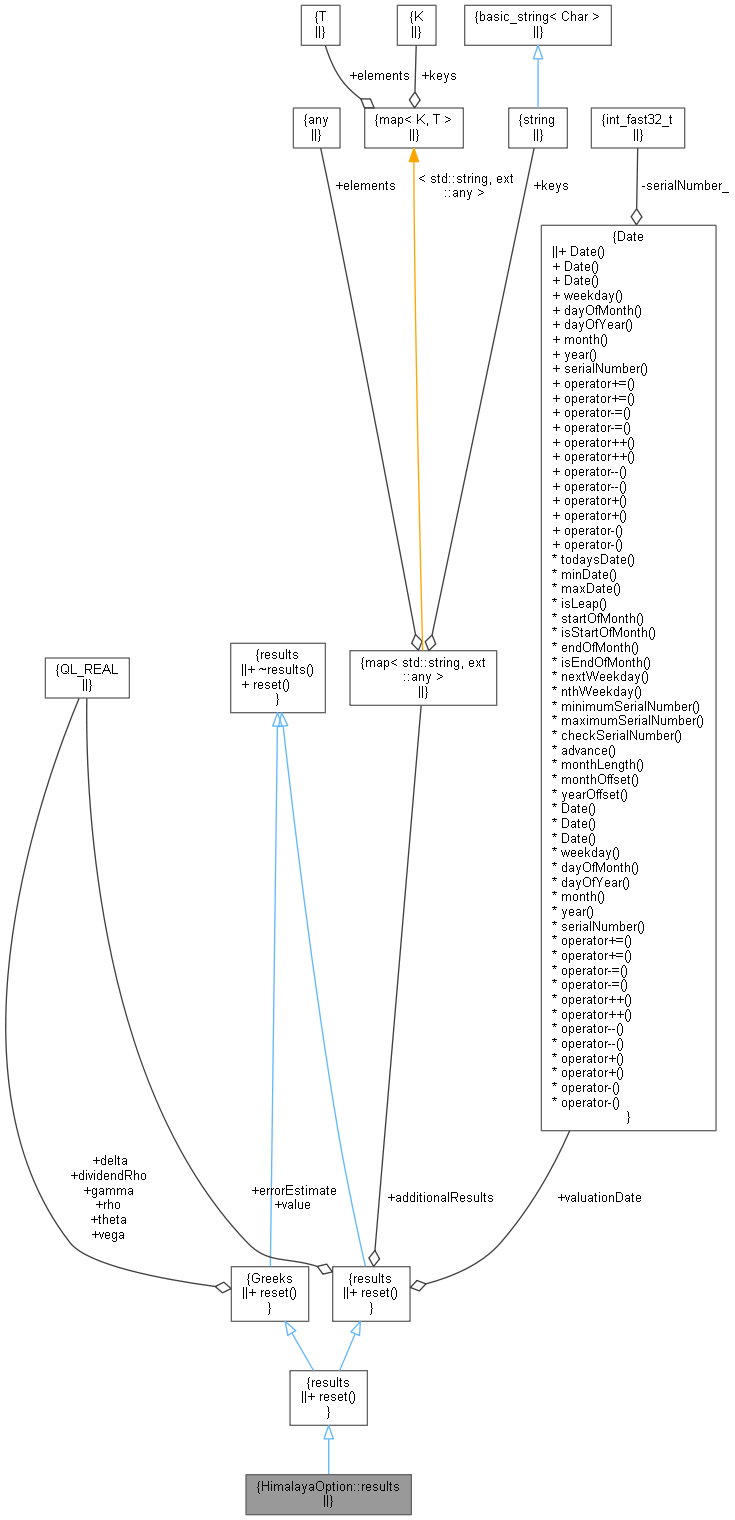 {T
||}
{K
||}
{basic_string< Char >
||}
+elements
+keys
{any
||}
{map< K, T >
||}
{string
||}
{int_fast32_t
||}
+elements
< std::string, ext
::any >
+keys
-serialNumber_
{Date
||+ Date()
+ Date()
+ Date()
+ weekday()
+ dayOfMonth()
+ dayOfYear()
+ month()
+ year()
+ serialNumber()
+ operator+=()
+ operator+=()
+ operator-=()
+ operator-=()
+ operator++()
+ operator++()
+ operator--()
+ operator--()
+ operator+()
+ operator+()
+ operator-()
+ operator-()
* todaysDate()
* minDate()
* maxDate()
* isLeap()
* startOfMonth()
* isStartOfMonth()
* endOfMonth()
* isEndOfMonth()
* nextWeekday()
* nthWeekday()
* minimumSerialNumber()
* maximumSerialNumber()
* checkSerialNumber()
* advance()
* monthLength()
* monthOffset()
* yearOffset()
* Date()
* Date()
* Date()
* weekday()
* dayOfMonth()
* dayOfYear()
* month()
* year()
* serialNumber()
* operator+=()
* operator+=()
* operator-=()
* operator-=()
* operator++()
* operator++()
* operator--()
* operator--()
* operator+()
* operator+()
* operator-()
* operator-()
}
{QL_REAL
||}
{results
||+ ~results()
+ reset()
}
{map< std::string, ext
::any >
||}
+delta
+dividendRho
+gamma
+rho
+theta
+vega
+errorEstimate
+value
+additionalResults
+valuationDate
{Greeks
||+ reset()
}
{results
||+ reset()
}
{results
||+ reset()
}
{HimalayaOption::results
||}